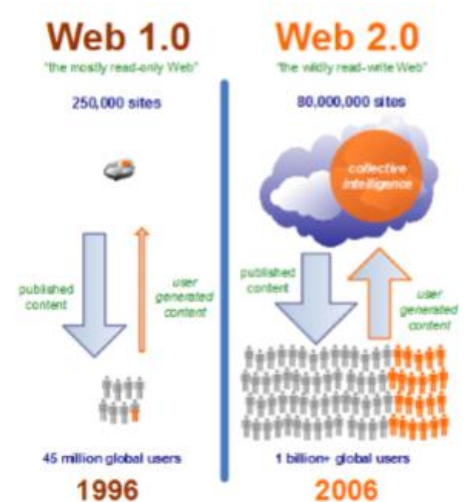 Web 1.0
"the mostly read-only Web"
250,000 sites
published
content
user
generated
content
45 million global users
1996
Web 2.0
"the wildly read-write Web"
80,000,000 sites
collective
intelligence
published
content
user
generated
content
1 billion+ global users
2006